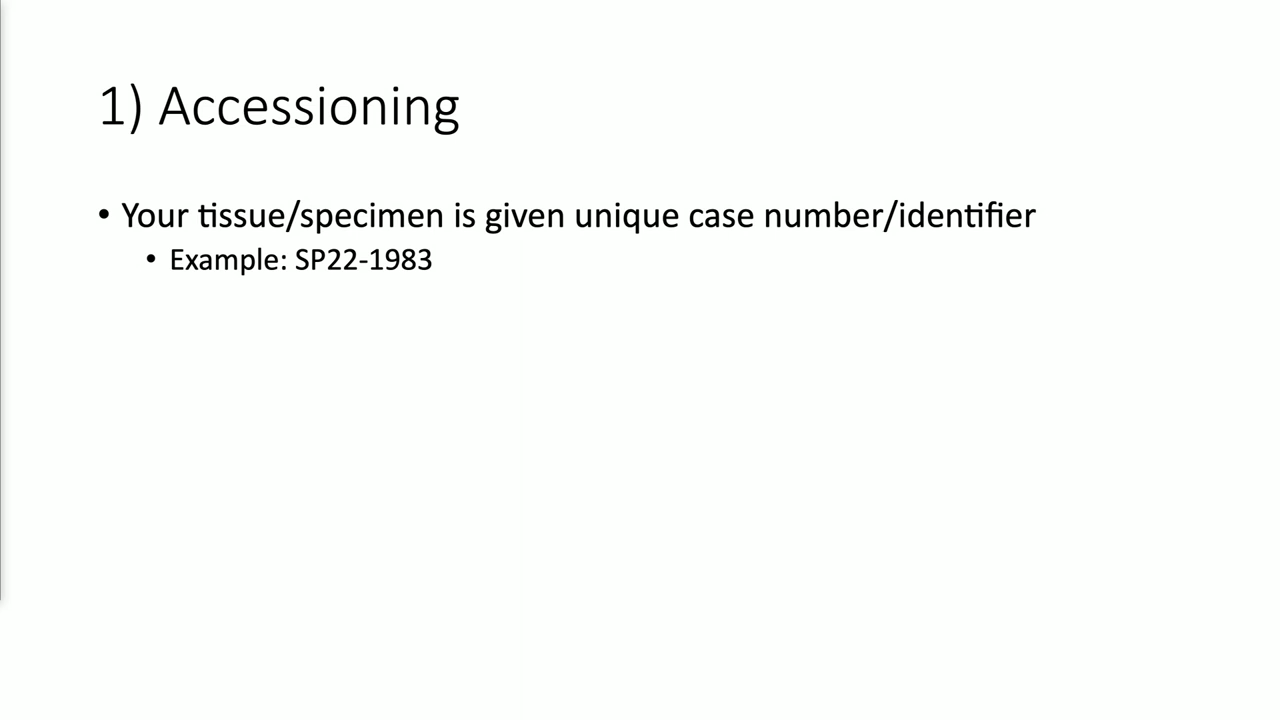 1) Accessioning
• Your tissue/specimen is given unique case number/identifier
• Example: SP22-1983